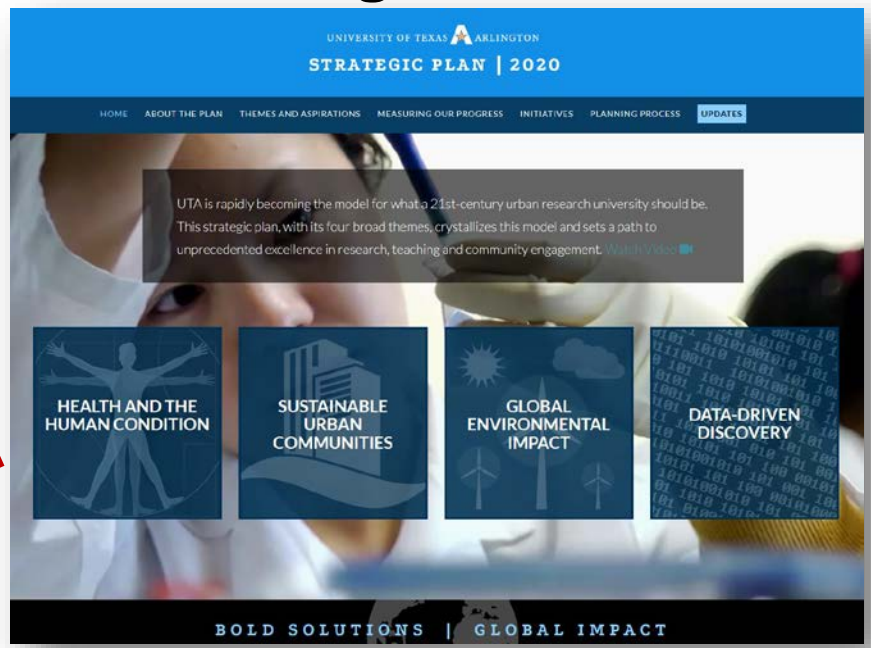 UNIVERSITY OF TEXAS ARLINGTON
STRATEGIC PLAN | 2020
HOME ABOUT THE PLAN THEMES AND ASPIRATIONS MEASURING OUR PROGRESS INITIATIVES PLANNING PROCESS UPDATES
UTA is rapidly becoming the model for what a 21st-century urban research university should be.
This strategic plan, with its four broad themes, crystallizes this model and sets a path to
unprecedented excellence in research, teaching and community engagement. Watch Video
HEALTH AND THE
HUMAN CONDITION
SUSTAINABLE
URBAN
COMMUNITIES
GLOBAL
ENVIRONMENTAL
IMPACT
DATA-DRIVEN
DISCOVERY
BOLD SOLUTIONS | GLOBAL IMPACT